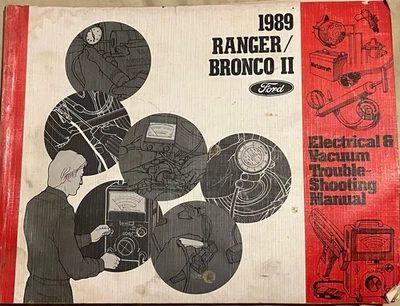 1989
RANGER/
BRONCO II
Ford
Electrical &
Vacuum
Trouble-
Shooting
Manual